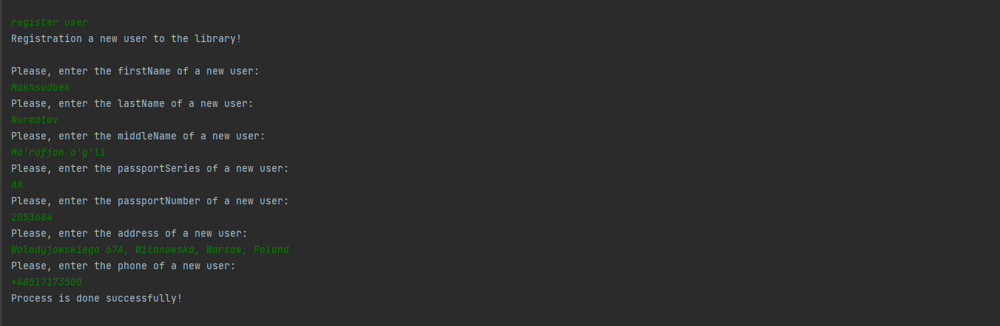 register user
Registration a new user to the library!
Please, enter the firstName of a new user:
Makhsudbek
Please, enter the lastName of a new user:
Nurmatov
Please, enter the middleName of a new user:
Ma'rufjon o'g'li
Please, enter the passportSeries of a new user:
AA
Please, enter the passportNumber of a new user:
2053684
Please, enter the address of a new user:
Wolodyjowskiego 67A, Wilanowska, Warsaw, Poland
Please, enter the phone of a new user:
+48517173500
Process is done successfully!